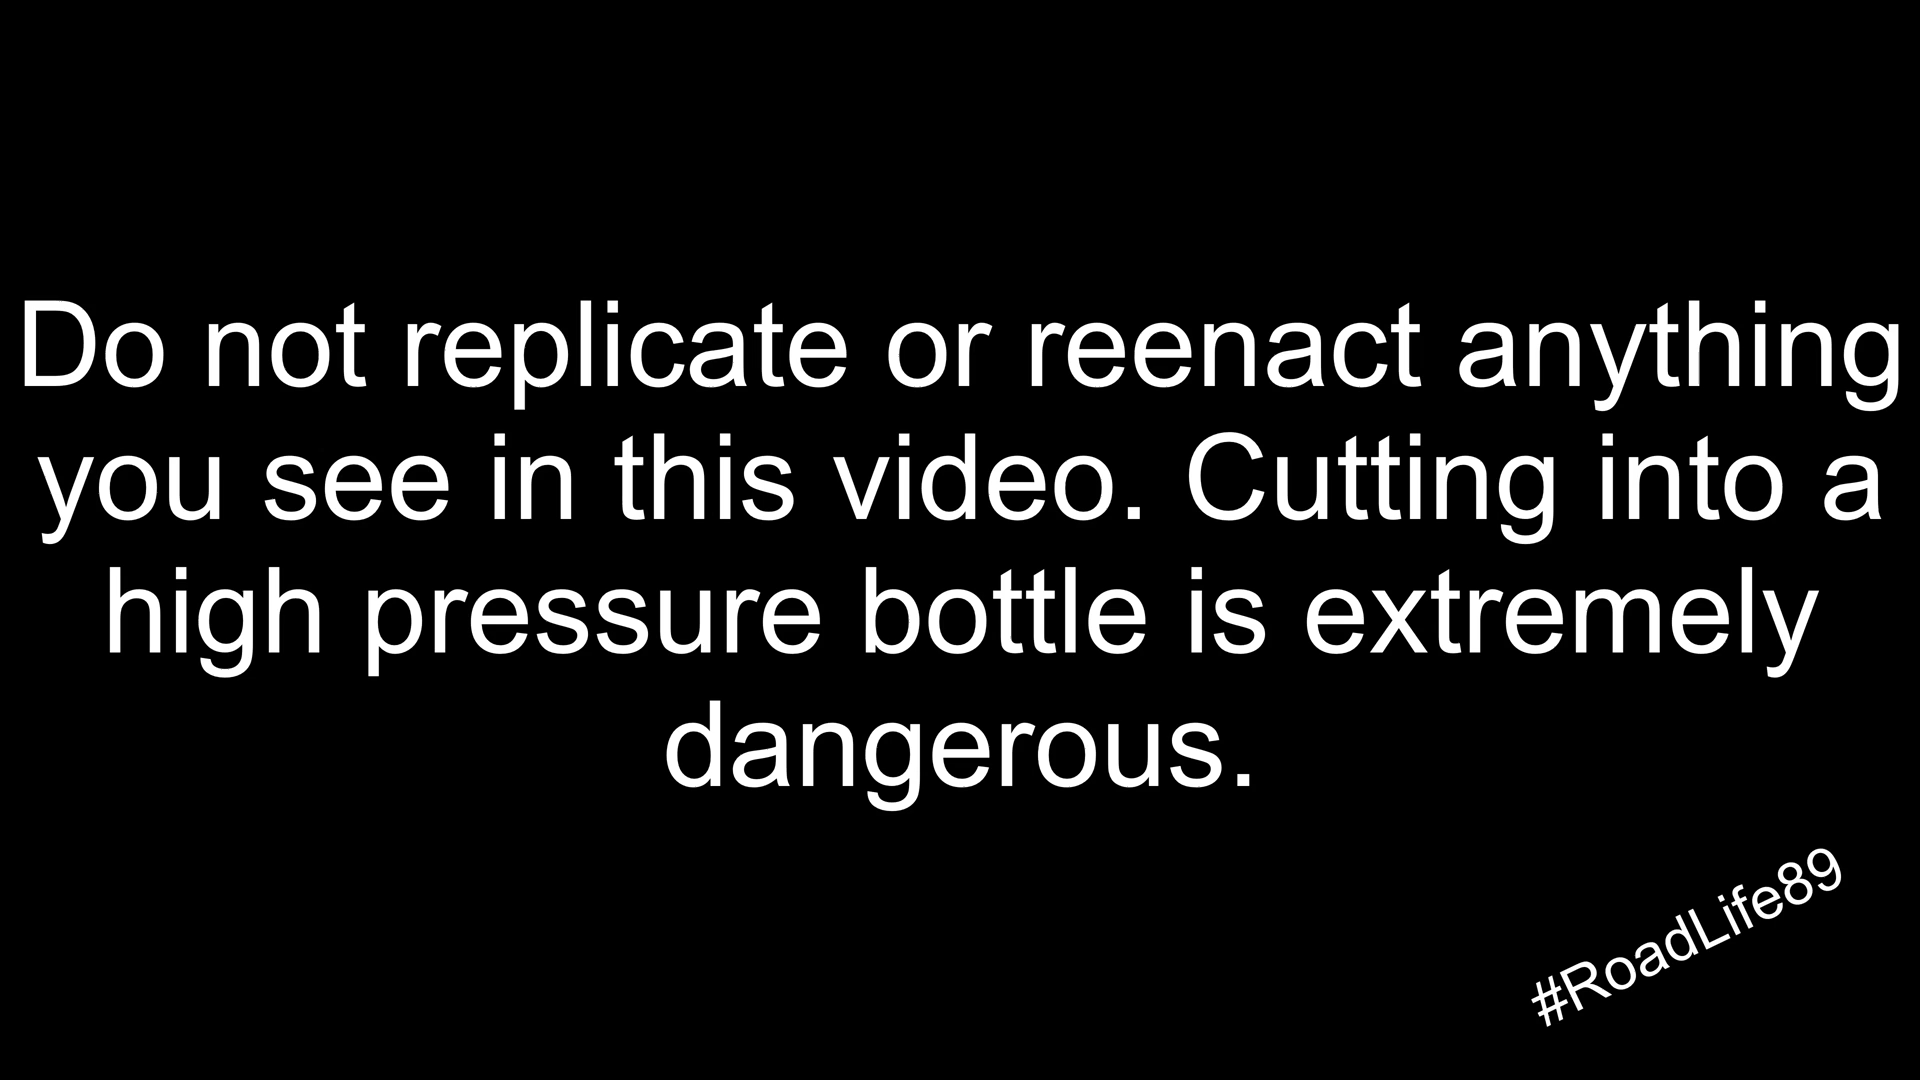 Do not replicate or reenact anything
you see in this video. Cutting into a
high pressure bottle is extremely
dangerous.
#RoadLife89